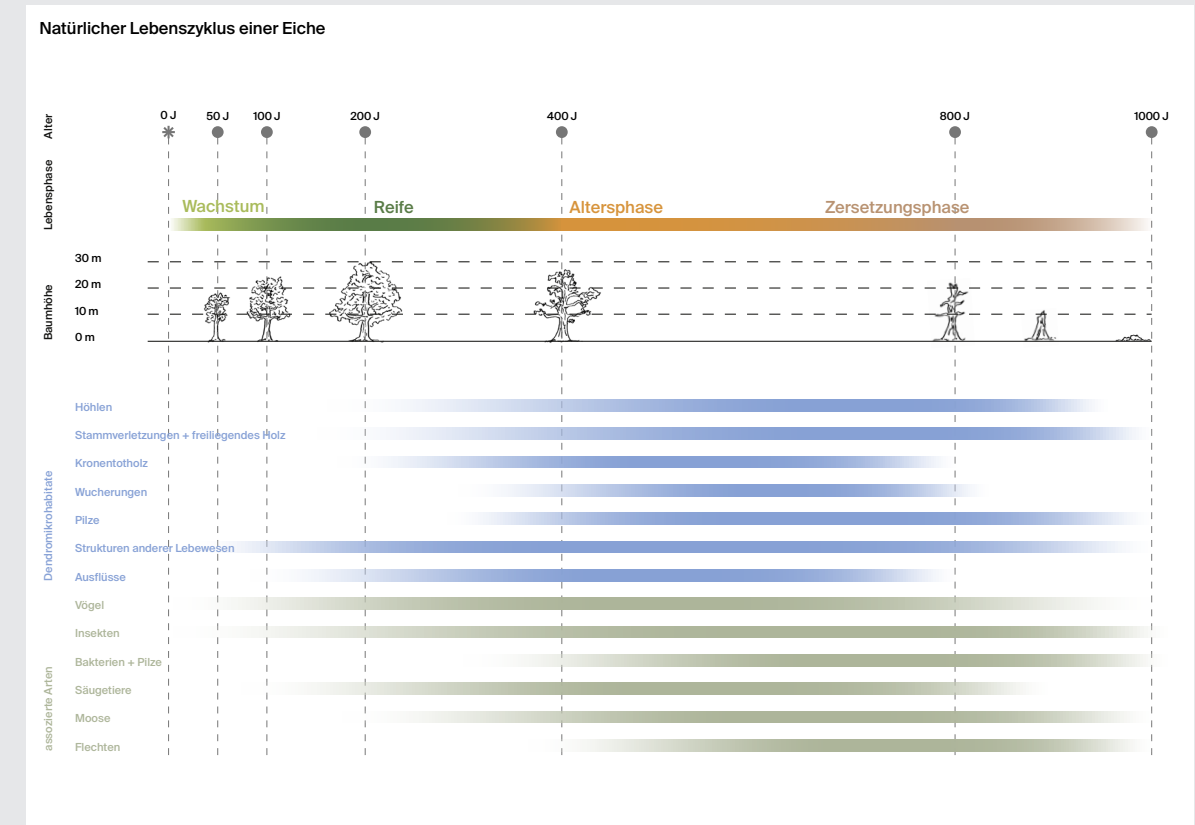 Natürlicher Lebenszyklus einer Eiche
Alter
0 J 50 J 100 J 200 J 400 J 800 J 1000 J
Lebensphase
Wachstum Reife Altersphase Zersetzungsphase
Baumhöhe
30 m
20 m
10 m
0 m
Dendromikrohabitate
Höhlen
Stammverletzungen + freiliegendes Holz
Kronentotholz
Wucherungen
Pilze
Strukturen anderer Lebewesen
Ausflüsse
assozierte Arten
Vögel
Insekten
Bakterien + Pilze
Säugetiere
Moose
Flechten